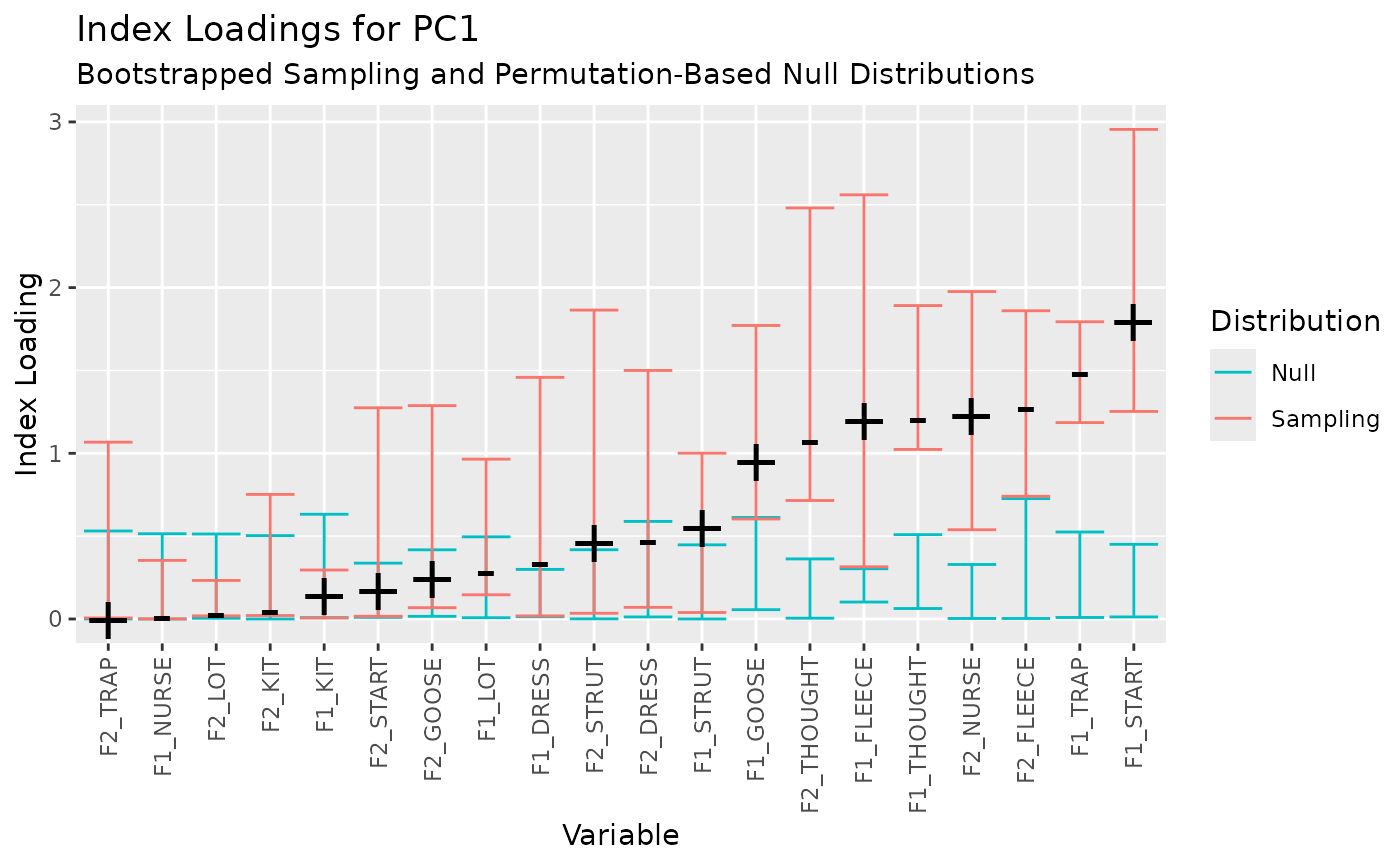 Index Loadings for PC1
Bootstrapped Sampling and Permutation-Based Null Distributions
Index Loading
3
2
1
0
F2_TRAP
F1_NURSE
F2_LOT
F2_KIT
F1_KIT
F2_START
F2_GOOSE
F1_LOT
F1_DRESS
F2_STRUT
F2_DRESS
F1_STRUT
F1_GOOSE
F2_THOUGHT
F1_FLEECE
F1_THOUGHT
F2_NURSE
F2_FLEECE
F1_TRAP
F1_START
Variable
Distribution
Null
Sampling